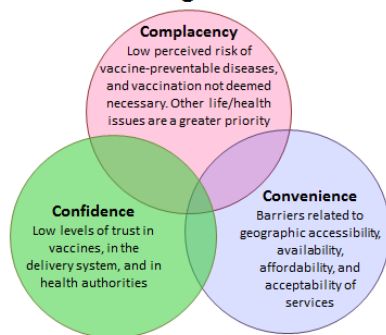 Complacency
Low perceived risk of
vaccine-preventable diseases,
and vaccination not deemed
necessary. Other life/health
issues are a greater priority
Confidence
Low levels of trust in
vaccines, in the
delivery system, and in
health authorities
Convenience
Barriers related to
geographic accessibility,
availability,
affordability, and
acceptability of
services